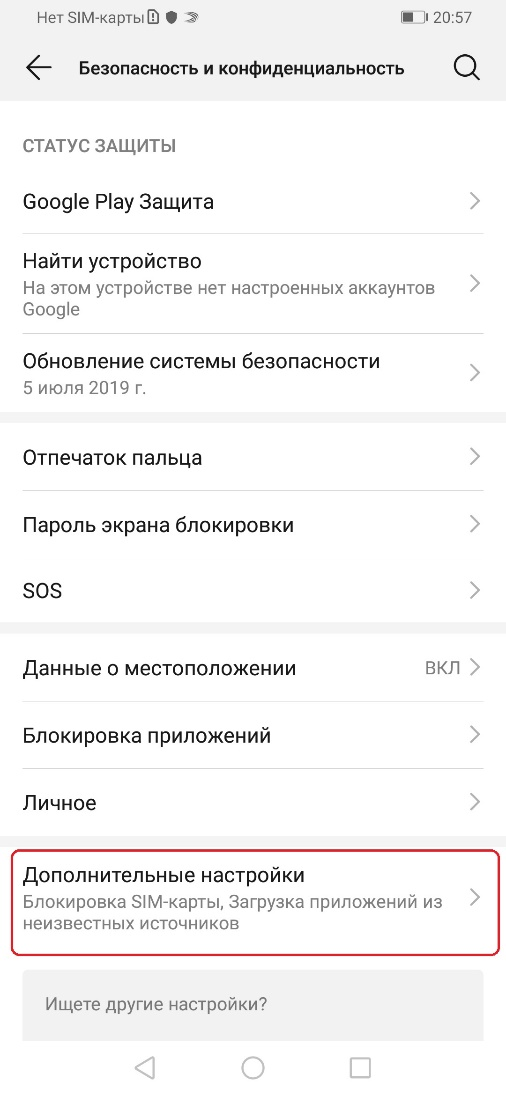 Нет SIM-карты 20:57
Безопасность и конфиденциальность
СТАТУС ЗАЩИТЫ
Google Play Защита
Найти устройство
На этом устройстве нет настроенных аккаунтов
Google
Обновление системы безопасности
5 июля 2019 г.
Отпечаток пальца
Пароль экрана блокировки
SOS
Данные о местоположении ВКЛ
Блокировка приложений
Личное
Дополнительные настройки
Блокировка SIM-карты, Загрузка приложений из
неизвестных источников
Ищете другие настройки?